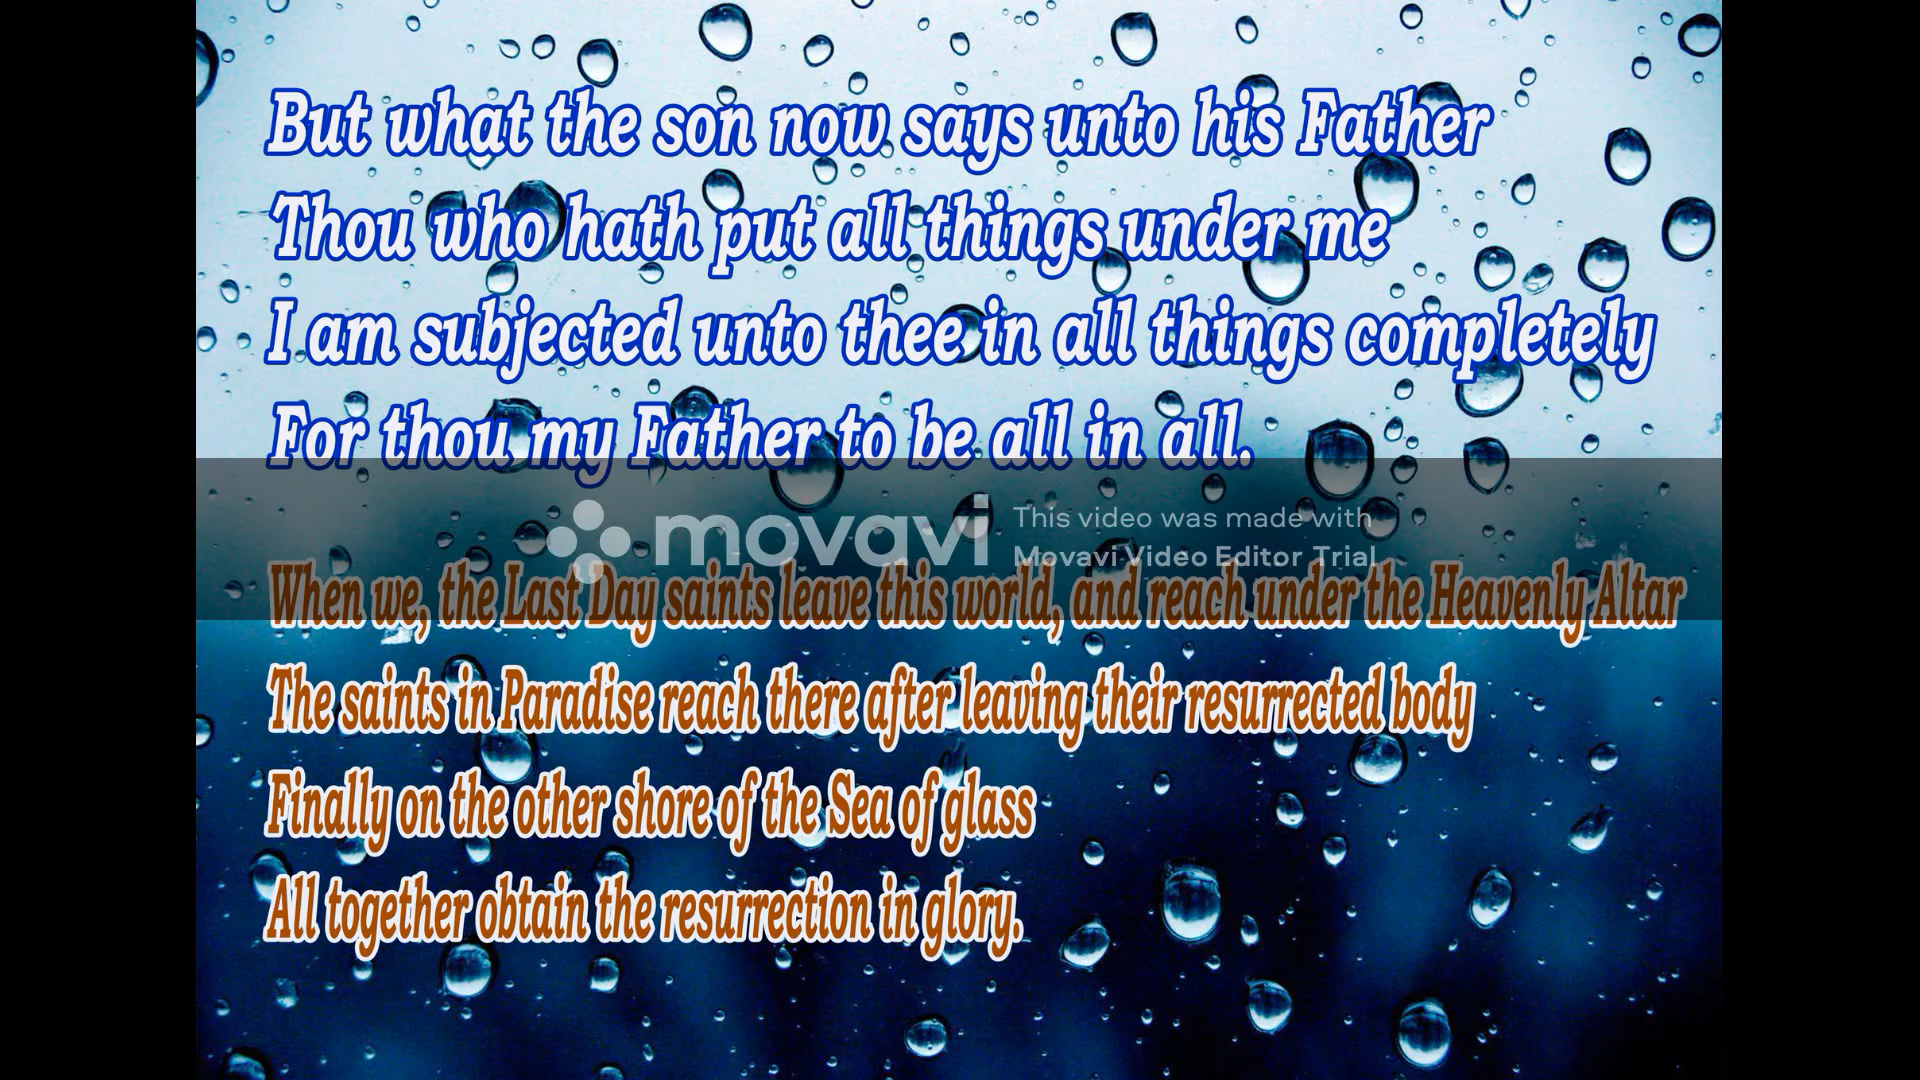 But what the son now says unto his Father
Thou who hath put all things under me
I am subjected unto thee in all things completely
For thou my Father to be all in all.
movavi
This video was made with
Movavi Video Editor Trial
When we, the Last Day saints leave this world, and reach under the Heavenly Altar
The saints in Paradise reach there after leaving their resurrected body
Finally on the other shore of the Sea of glass
All together obtain the resurrection in glory.